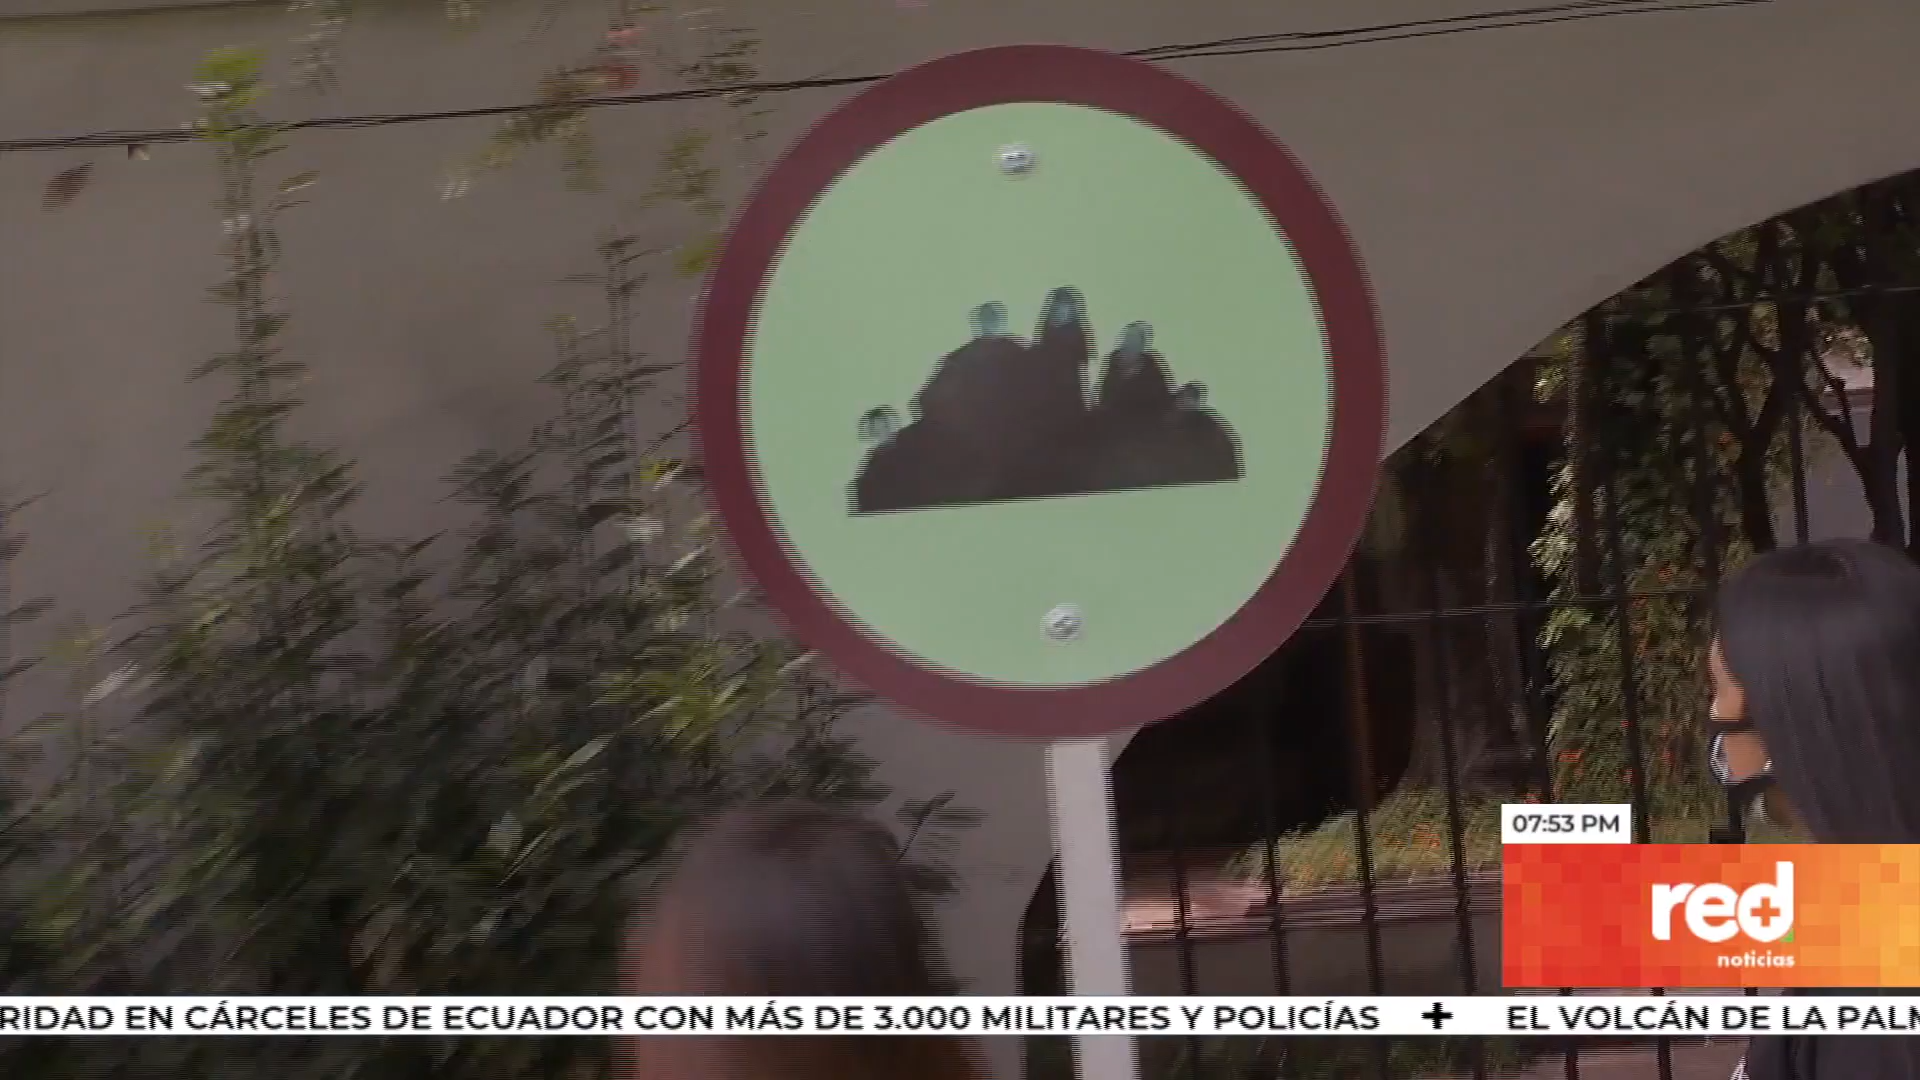 07:53 PM
red+
noticias
RIDAD EN CÁRCELES DE ECUADOR CON MÁS DE 3.000 MILITARES Y POLICÍAS + EL VOLCÁN DE LA PALM